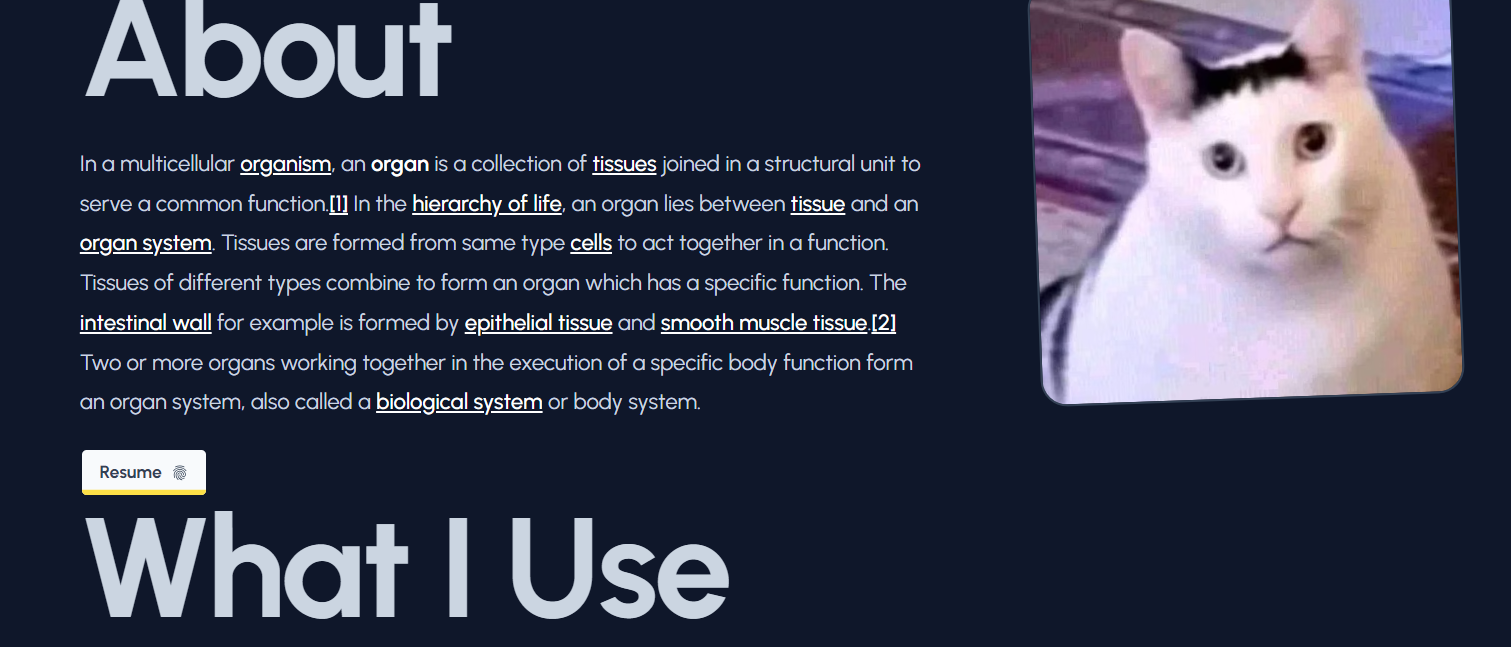 About
In a multicellular organism, an organ is a collection of tissues joined in a structural unit to
serve a common function.[1] In the hierarchy of life, an organ lies between tissue and an
organ system. Tissues are formed from same type cells to act together in a function.
Tissues of different types combine to form an organ which has a specific function. The
intestinal wall for example is formed by epithelial tissue and smooth muscle tissue.[2]
Two or more organs working together in the execution of a specific body function form
an organ system, also called a biological system or body system.
Resume
What I Use